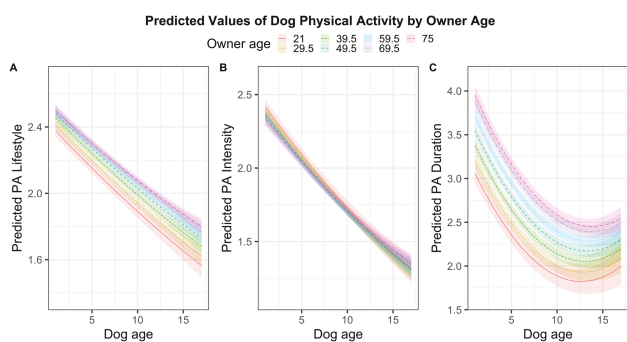 Predicted Values of Dog Physical Activity by Owner Age
Owner age 21 39.5 59.5 75
29.5 49.5 69.5
A B C
Predicted PA Lifestyle
2.4
2.0
1.6
5 10 15
Dog age
Predicted PA Intensity
2.5
2.0
1.5
5 10 15
Dog age
Predicted PA Duration
4.0
3.5
3.0
2.5
2.0
1.5
5 10 15
Dog age